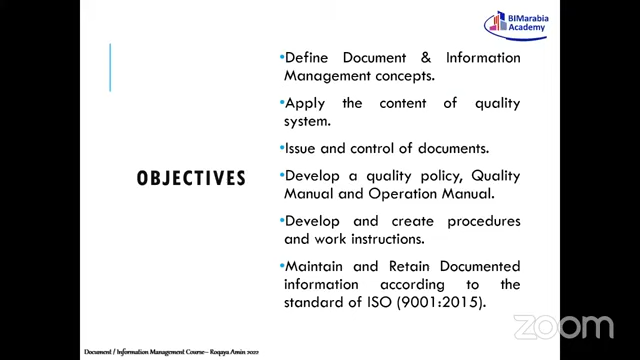 BIMarabia
Academy
OBJECTIVES
•Define Document & Information
Management concepts.
•Apply the content of quality
system.
•Issue and control of documents.
•Develop a quality policy, Quality
Manual and Operation Manual.
•Develop and create procedures
and work instructions.
•Maintain and Retain Documented
information according to the
standard of ISO (9001:2015).
zoom
Document / Information Management Course– Roqaya Amin 2022